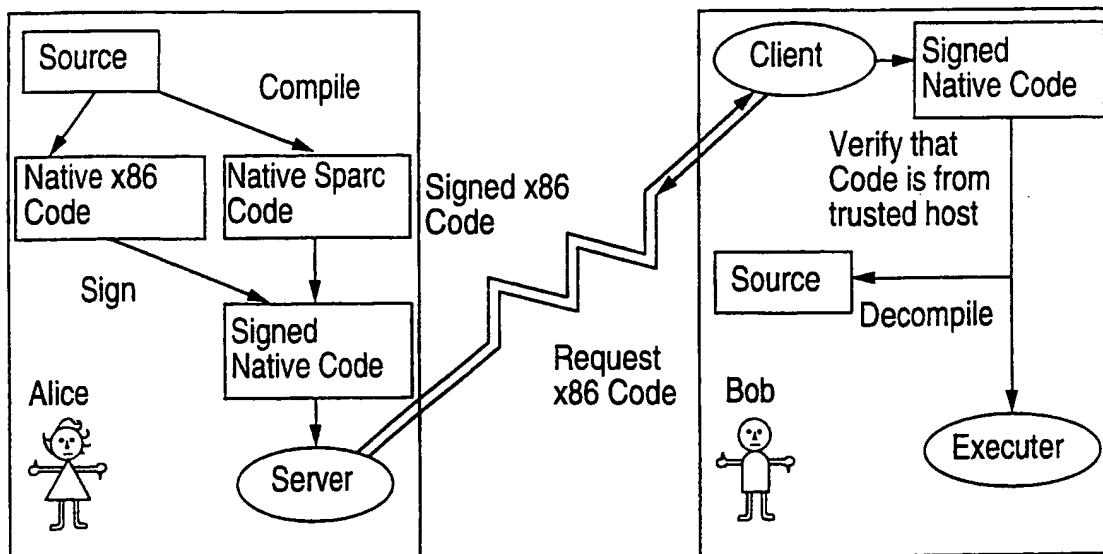 Source
Compile
Native x86
Code
Native Sparc
Code
Sign
Signed
Native Code
Alice
Server
Signed x86
Code
Request
x86 Code
Client
Signed
Native Code
Verify that
Code is from
trusted host
Source
Decompile
Bob
Executer